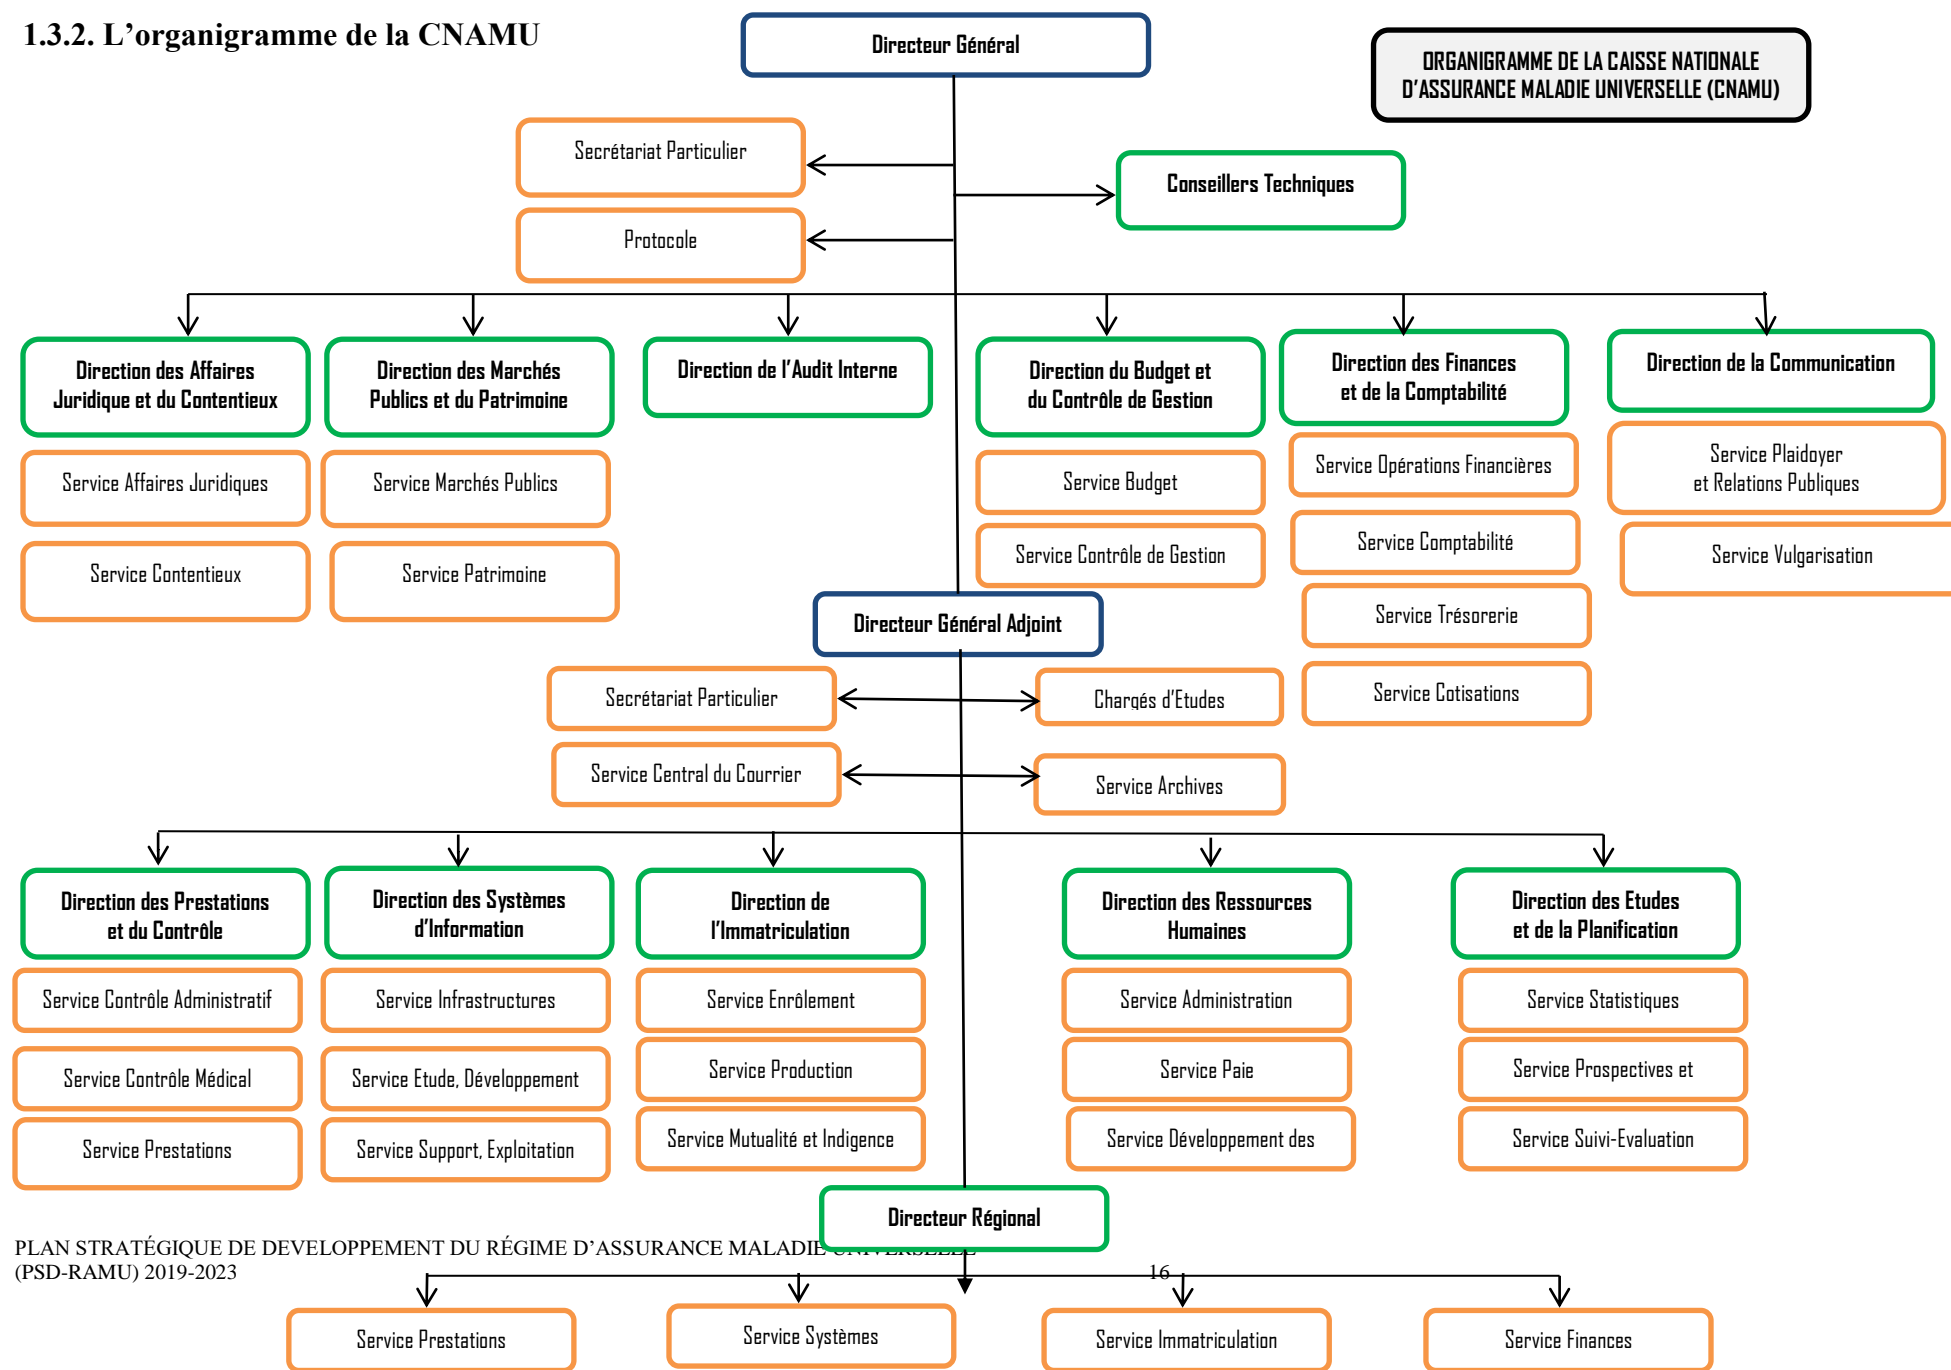 1.3.2. L'organigramme de la CNAMU
Directeur Général
ORGANIGRAMME DE LA CAISSE NATIONALE
D'ASSURANCE MALADIE UNIVERSELLE (CNAMU)
Secrétariat Particulier
Conseillers Techniques
Protocole
Direction des Affaires
Juridique et du Contentieux
Direction des Marchés
Publics et du Patrimoine
Direction de l'Audit Interne
Direction du Budget et
du Contrôle de Gestion
Direction des Finances
et de la Comptabilité
Direction de la Communication
Service Affaires Juridiques
Service Marchés Publics
Service Budget
Service Opérations Financières
Service Plaidoyer
et Relations Publiques
Service Contentieux
Service Patrimoine
Service Contrôle de Gestion
Service Comptabilité
Service Vulgarisation
Service Trésorerie
Service Cotisations
Directeur Général Adjoint
Secrétariat Particulier
Chargés d'Etudes
Service Central du Courrier
Service Archives
Direction des Prestations
et du Contrôle
Direction des Systèmes
d'Information
Direction de
l'Immatriculation
Direction des Ressources
Humaines
Direction des Etudes
et de la Planification
Service Contrôle Administratif
Service Infrastructures
Service Enrôlement
Service Administration
Service Statistiques
Service Contrôle Médical
Service Etude, Développement
Service Production
Service Paie
Service Prospectives et
Service Prestations
Service Support, Exploitation
Service Mutualité et Indigence
Service Développement des
Service Suivi-Evaluation
Directeur Régional
PLAN STRATÉGIQUE DE DEVELOPPEMENT DU RÉGIME D'ASSURANCE MALADIE UNIVERSELLE
(PSD-RAMU) 2019-2023
16
Service Prestations
Service Systèmes
Service Immatriculation
Service Finances